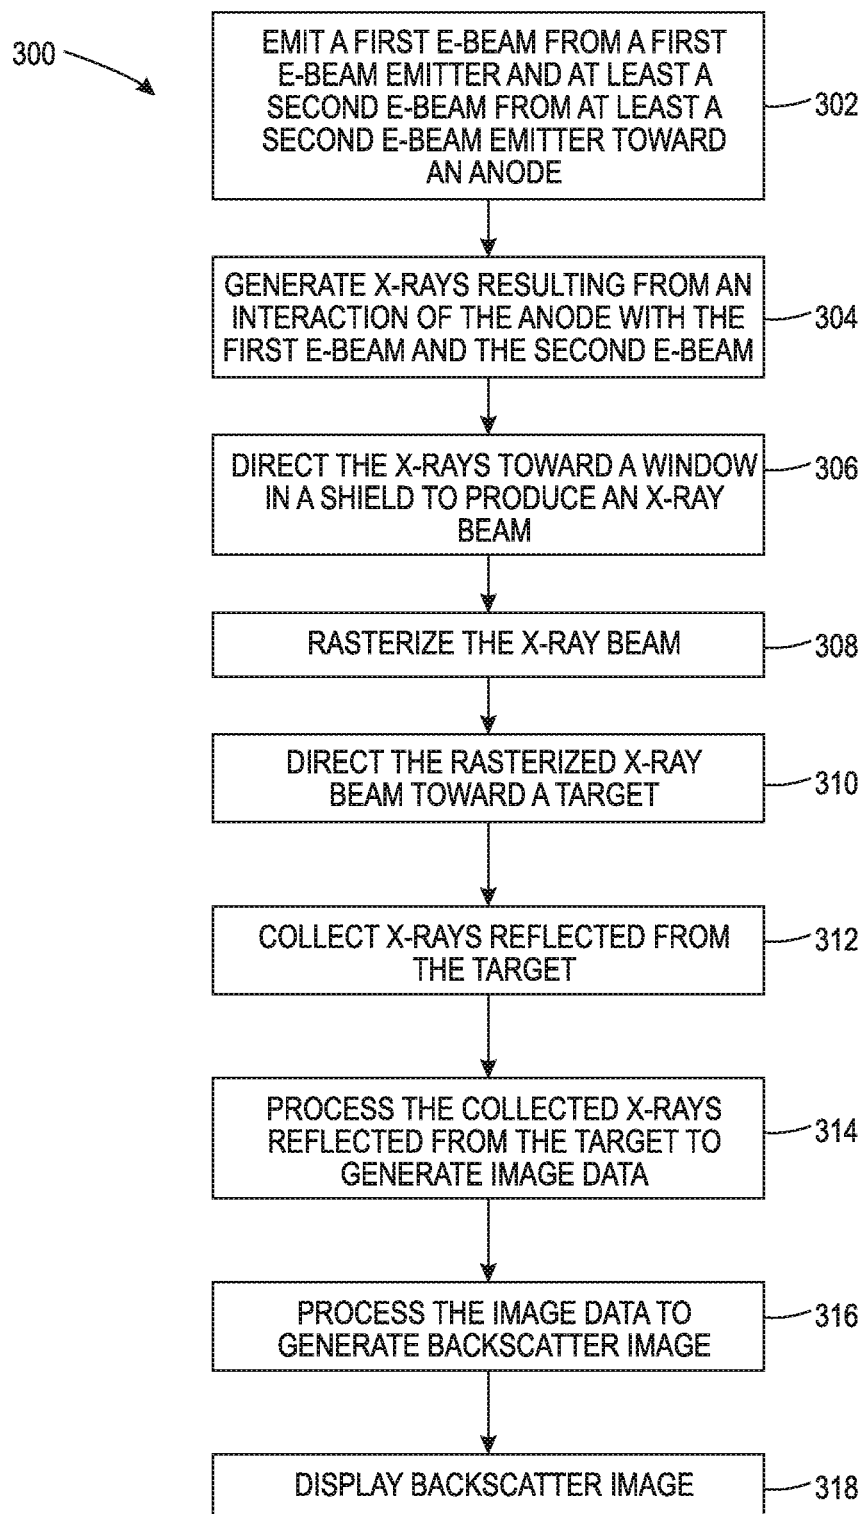 300
EMIT A FIRST E-BEAM FROM A FIRST
E-BEAM EMITTER AND AT LEAST A
SECOND E-BEAM FROM AT LEAST A
SECOND E-BEAM EMITTER TOWARD
AN ANODE
302
GENERATE X-RAYS RESULTING FROM AN
INTERACTION OF THE ANODE WITH THE
FIRST E-BEAM AND THE SECOND E-BEAM
304
DIRECT THE X-RAYS TOWARD A WINDOW
IN A SHIELD TO PRODUCE AN X-RAY
BEAM
306
RASTERIZE THE X-RAY BEAM
308
DIRECT THE RASTERIZED X-RAY
BEAM TOWARD A TARGET
310
COLLECT X-RAYS REFLECTED FROM
THE TARGET
312
PROCESS THE COLLECTED X-RAYS
REFLECTED FROM THE TARGET TO
GENERATE IMAGE DATA
314
PROCESS THE IMAGE DATA TO
GENERATE BACKSCATTER IMAGE
316
DISPLAY BACKSCATTER IMAGE
318